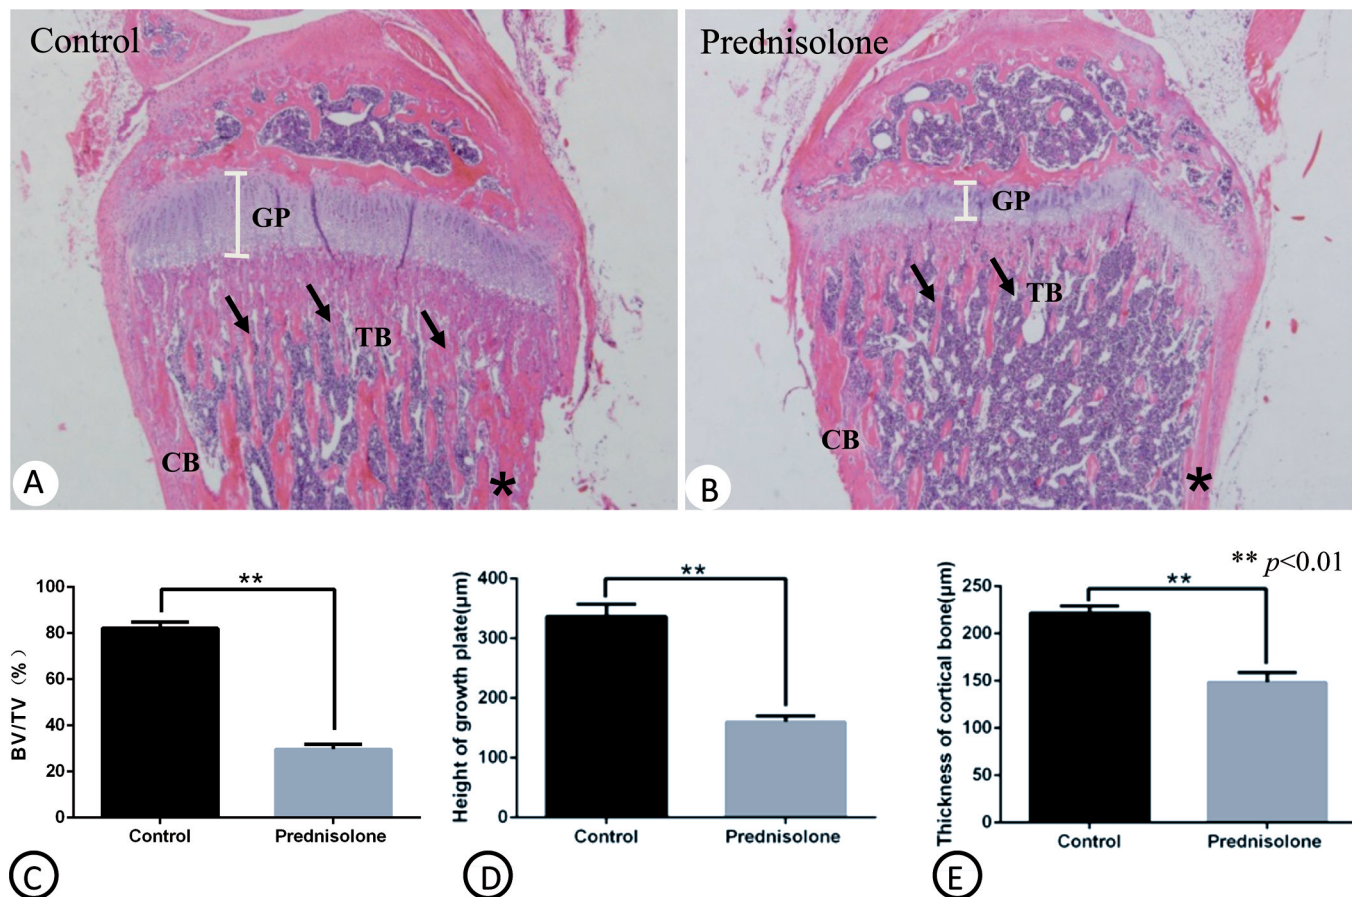 Control
GP
TB
CB
*
A
Prednisolone
GP
TB
CB
*
B
** p<0.01
BV/TV (%)
100
80
60
40
20
0
**
Control
Prednisolone
C
Height of growth plate(μm)
400
300
200
100
0
**
Control
Prednisolone
D
Thickness of cortical bone(μm)
250
200
150
100
50
0
**
Control
Prednisolone
E